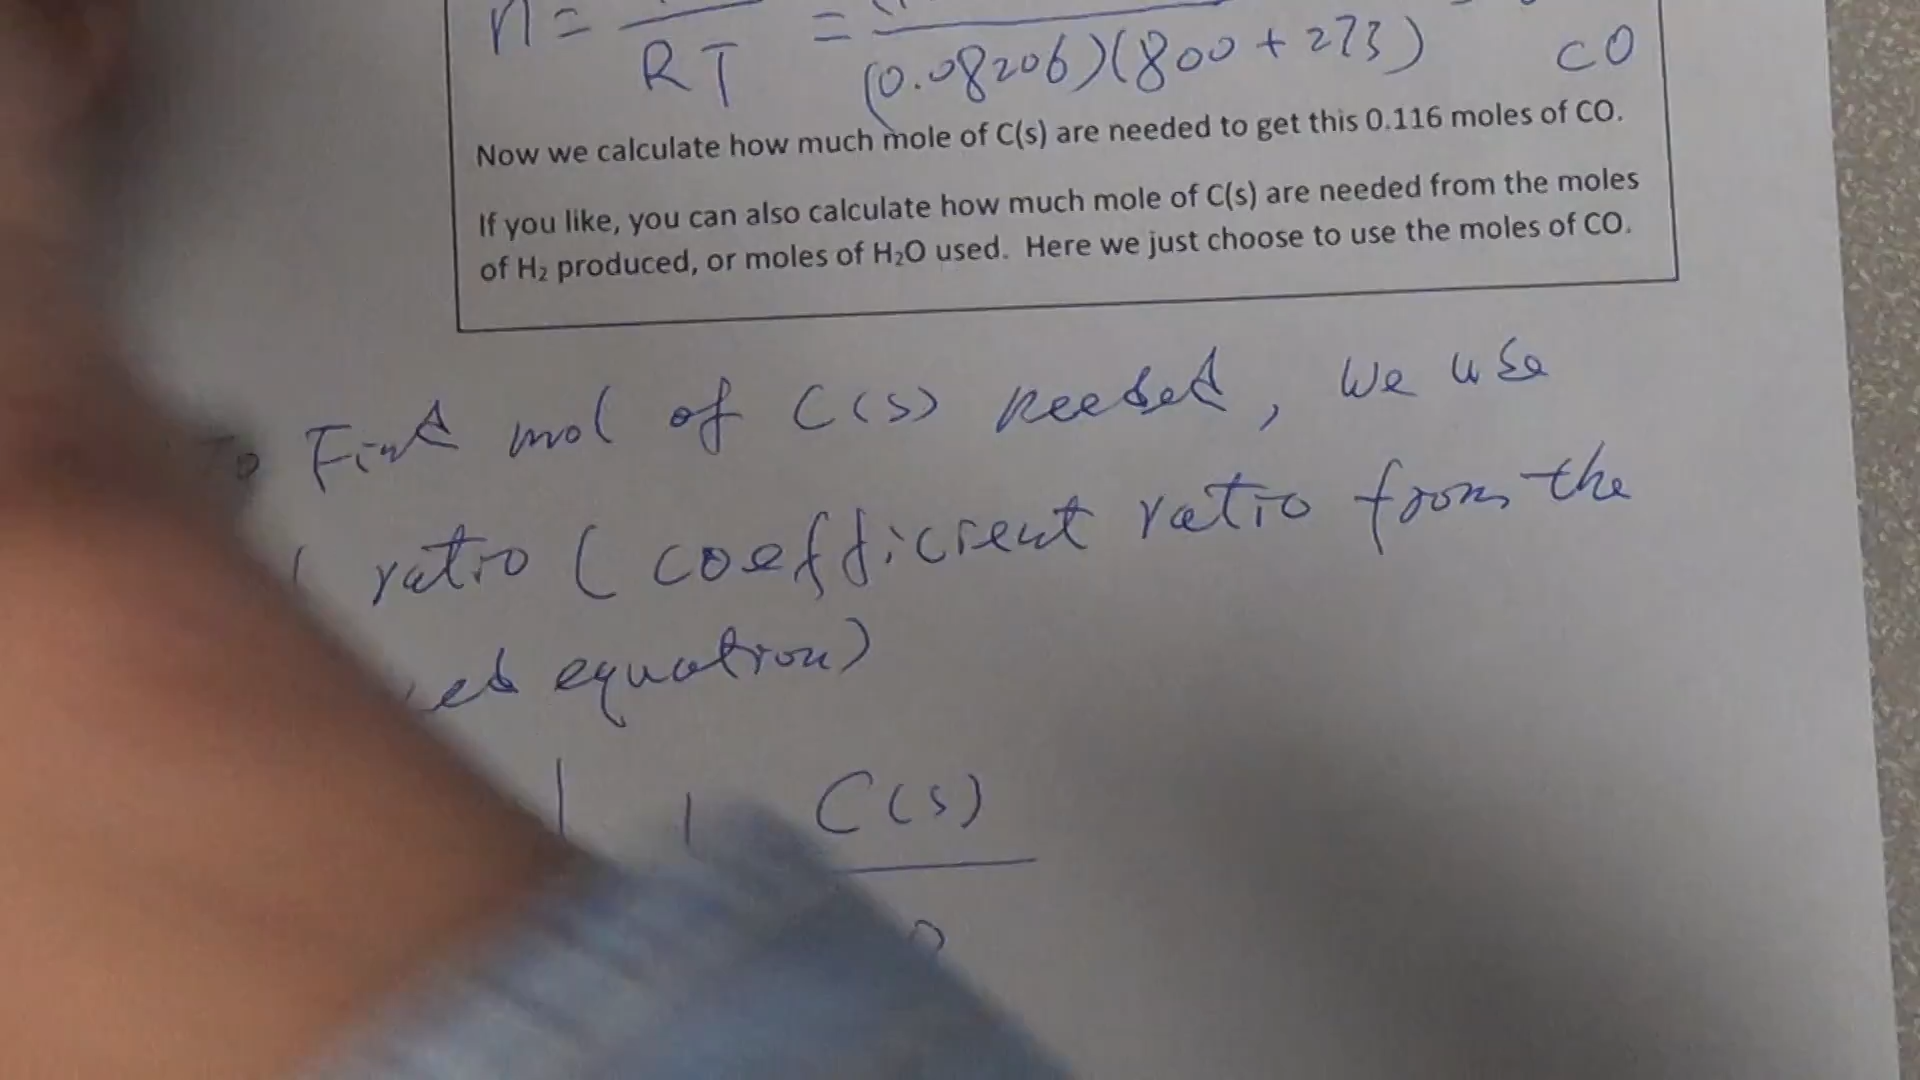 n = RT = (0.08206)(800 + 273) CO
Now we calculate how much mole of C(s) are needed to get this 0.116 moles of CO.
If you like, you can also calculate how much mole of C(s) are needed from the moles
of H₂ produced, or moles of H₂O used. Here we just choose to use the moles of CO.
To Find mol of C(s) needed, we use
ratio (coefficient ratio from the
equation)
1 C(s)